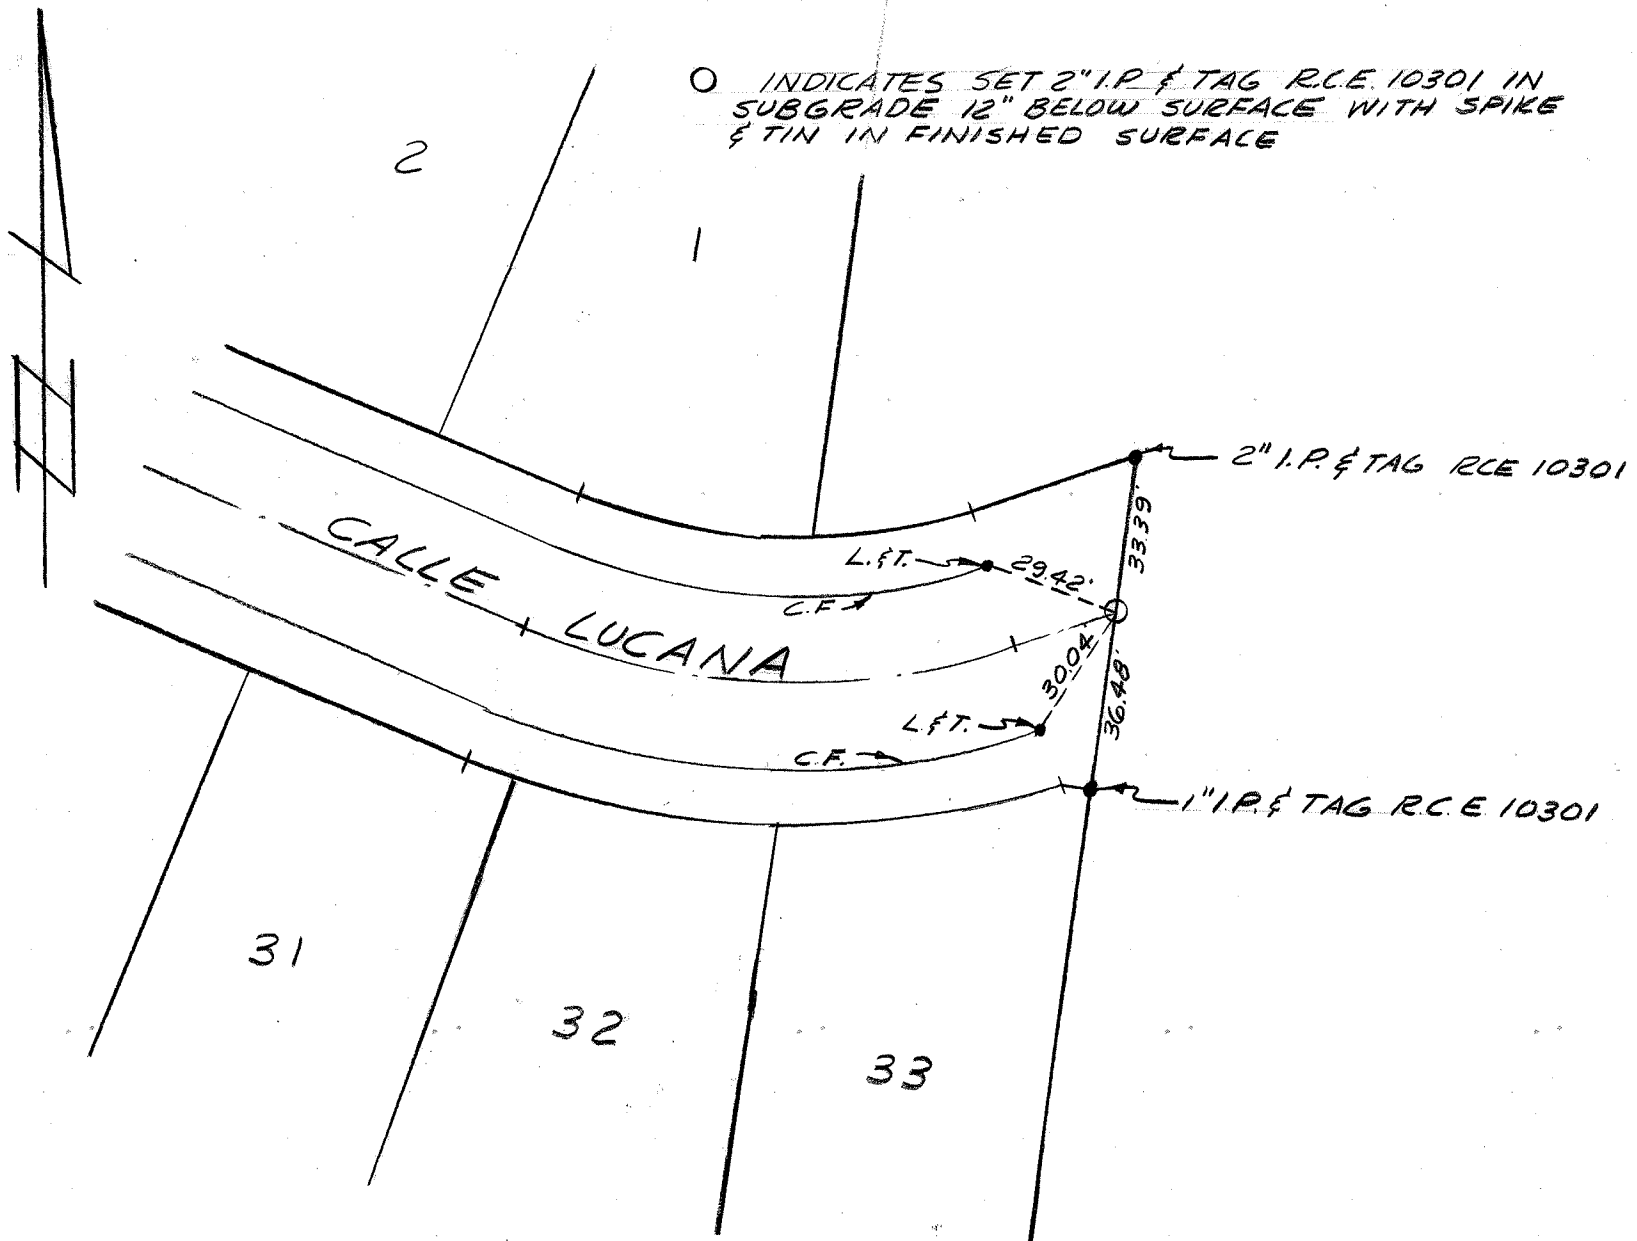 O INDICATES SET 2" I.P. & TAG R.C.E. 10301 IN
SUBGRADE 12" BELOW SURFACE WITH SPIKE
& TIN IN FINISHED SURFACE
2
1
N
2" I.P. & TAG RCE 10301
33.39'
L. & T.
29.42'
C.F.
CALLE LUCANA
30.04'
36.48'
L. & T.
C.F.
1" I.P. & TAG R.C.E 10301
31
32
33